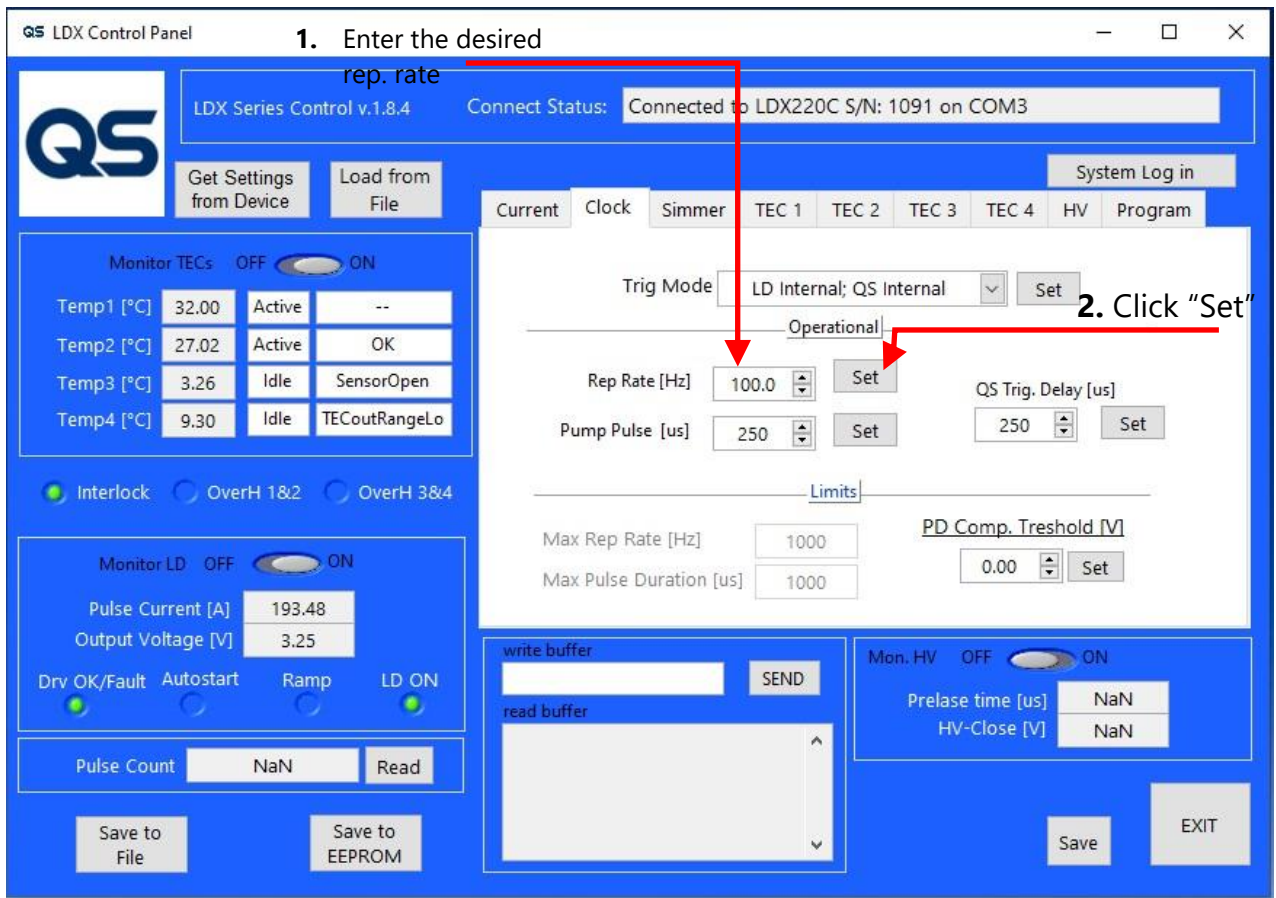 QS LDX Control Panel
1. Enter the desired
rep. rate
QS
LDX Series Control v.1.8.4
Connect Status: Connected to LDX220C S/N: 1091 on COM3
Get Settings
from Device
Load from
File
System Log in
Current Clock Simmer TEC 1 TEC 2 TEC 3 TEC 4 HV Program
Monitor TECs OFF ON
Temp1 [°C] 32.00 Active --
Temp2 [°C] 27.02 Active OK
Temp3 [°C] 3.26 Idle SensorOpen
Temp4 [°C] 9.30 Idle TECoutRangeLo
Interlock OverH 1&2 OverH 3&4
Trig Mode LD Internal; QS Internal Set
2. Click “Set”
Operational
Rep Rate [Hz] 100.0 Set
Pump Pulse [us] 250 Set
QS Trig. Delay [us]
250 Set
Limits
Max Rep Rate [Hz] 1000
Max Pulse Duration [us] 1000
PD Comp. Treshold [V]
0.00 Set
Monitor LD OFF ON
Pulse Current [A] 193.48
Output Voltage [V] 3.25
Drv OK/Fault Autostart Ramp LD ON
Pulse Count NaN Read
Save to
File
Save to
EEPROM
write buffer
SEND
read buffer
Mon. HV OFF ON
Prelase time [us] NaN
HV-Close [V] NaN
Save
EXIT